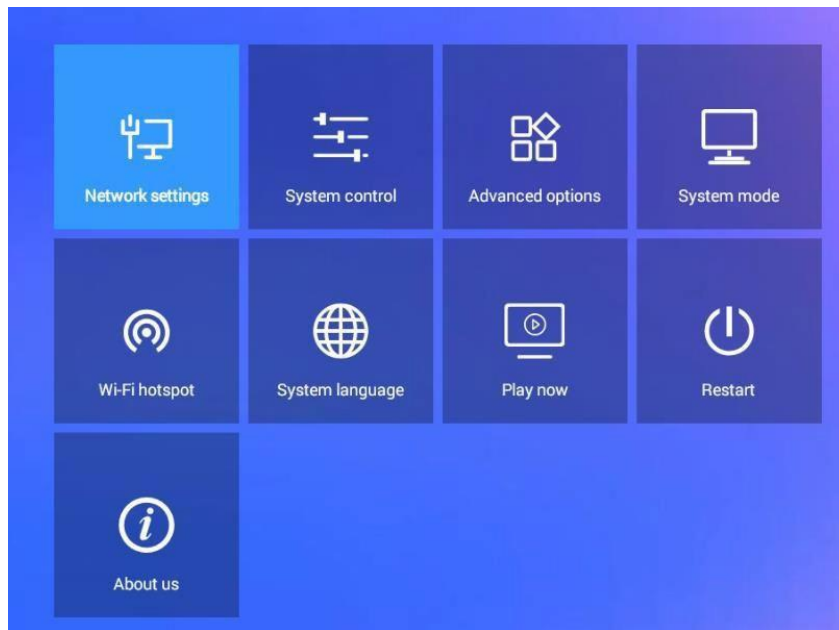 Network settings
System control
Advanced options
System mode
Wi-Fi hotspot
System language
Play now
Restart
About us